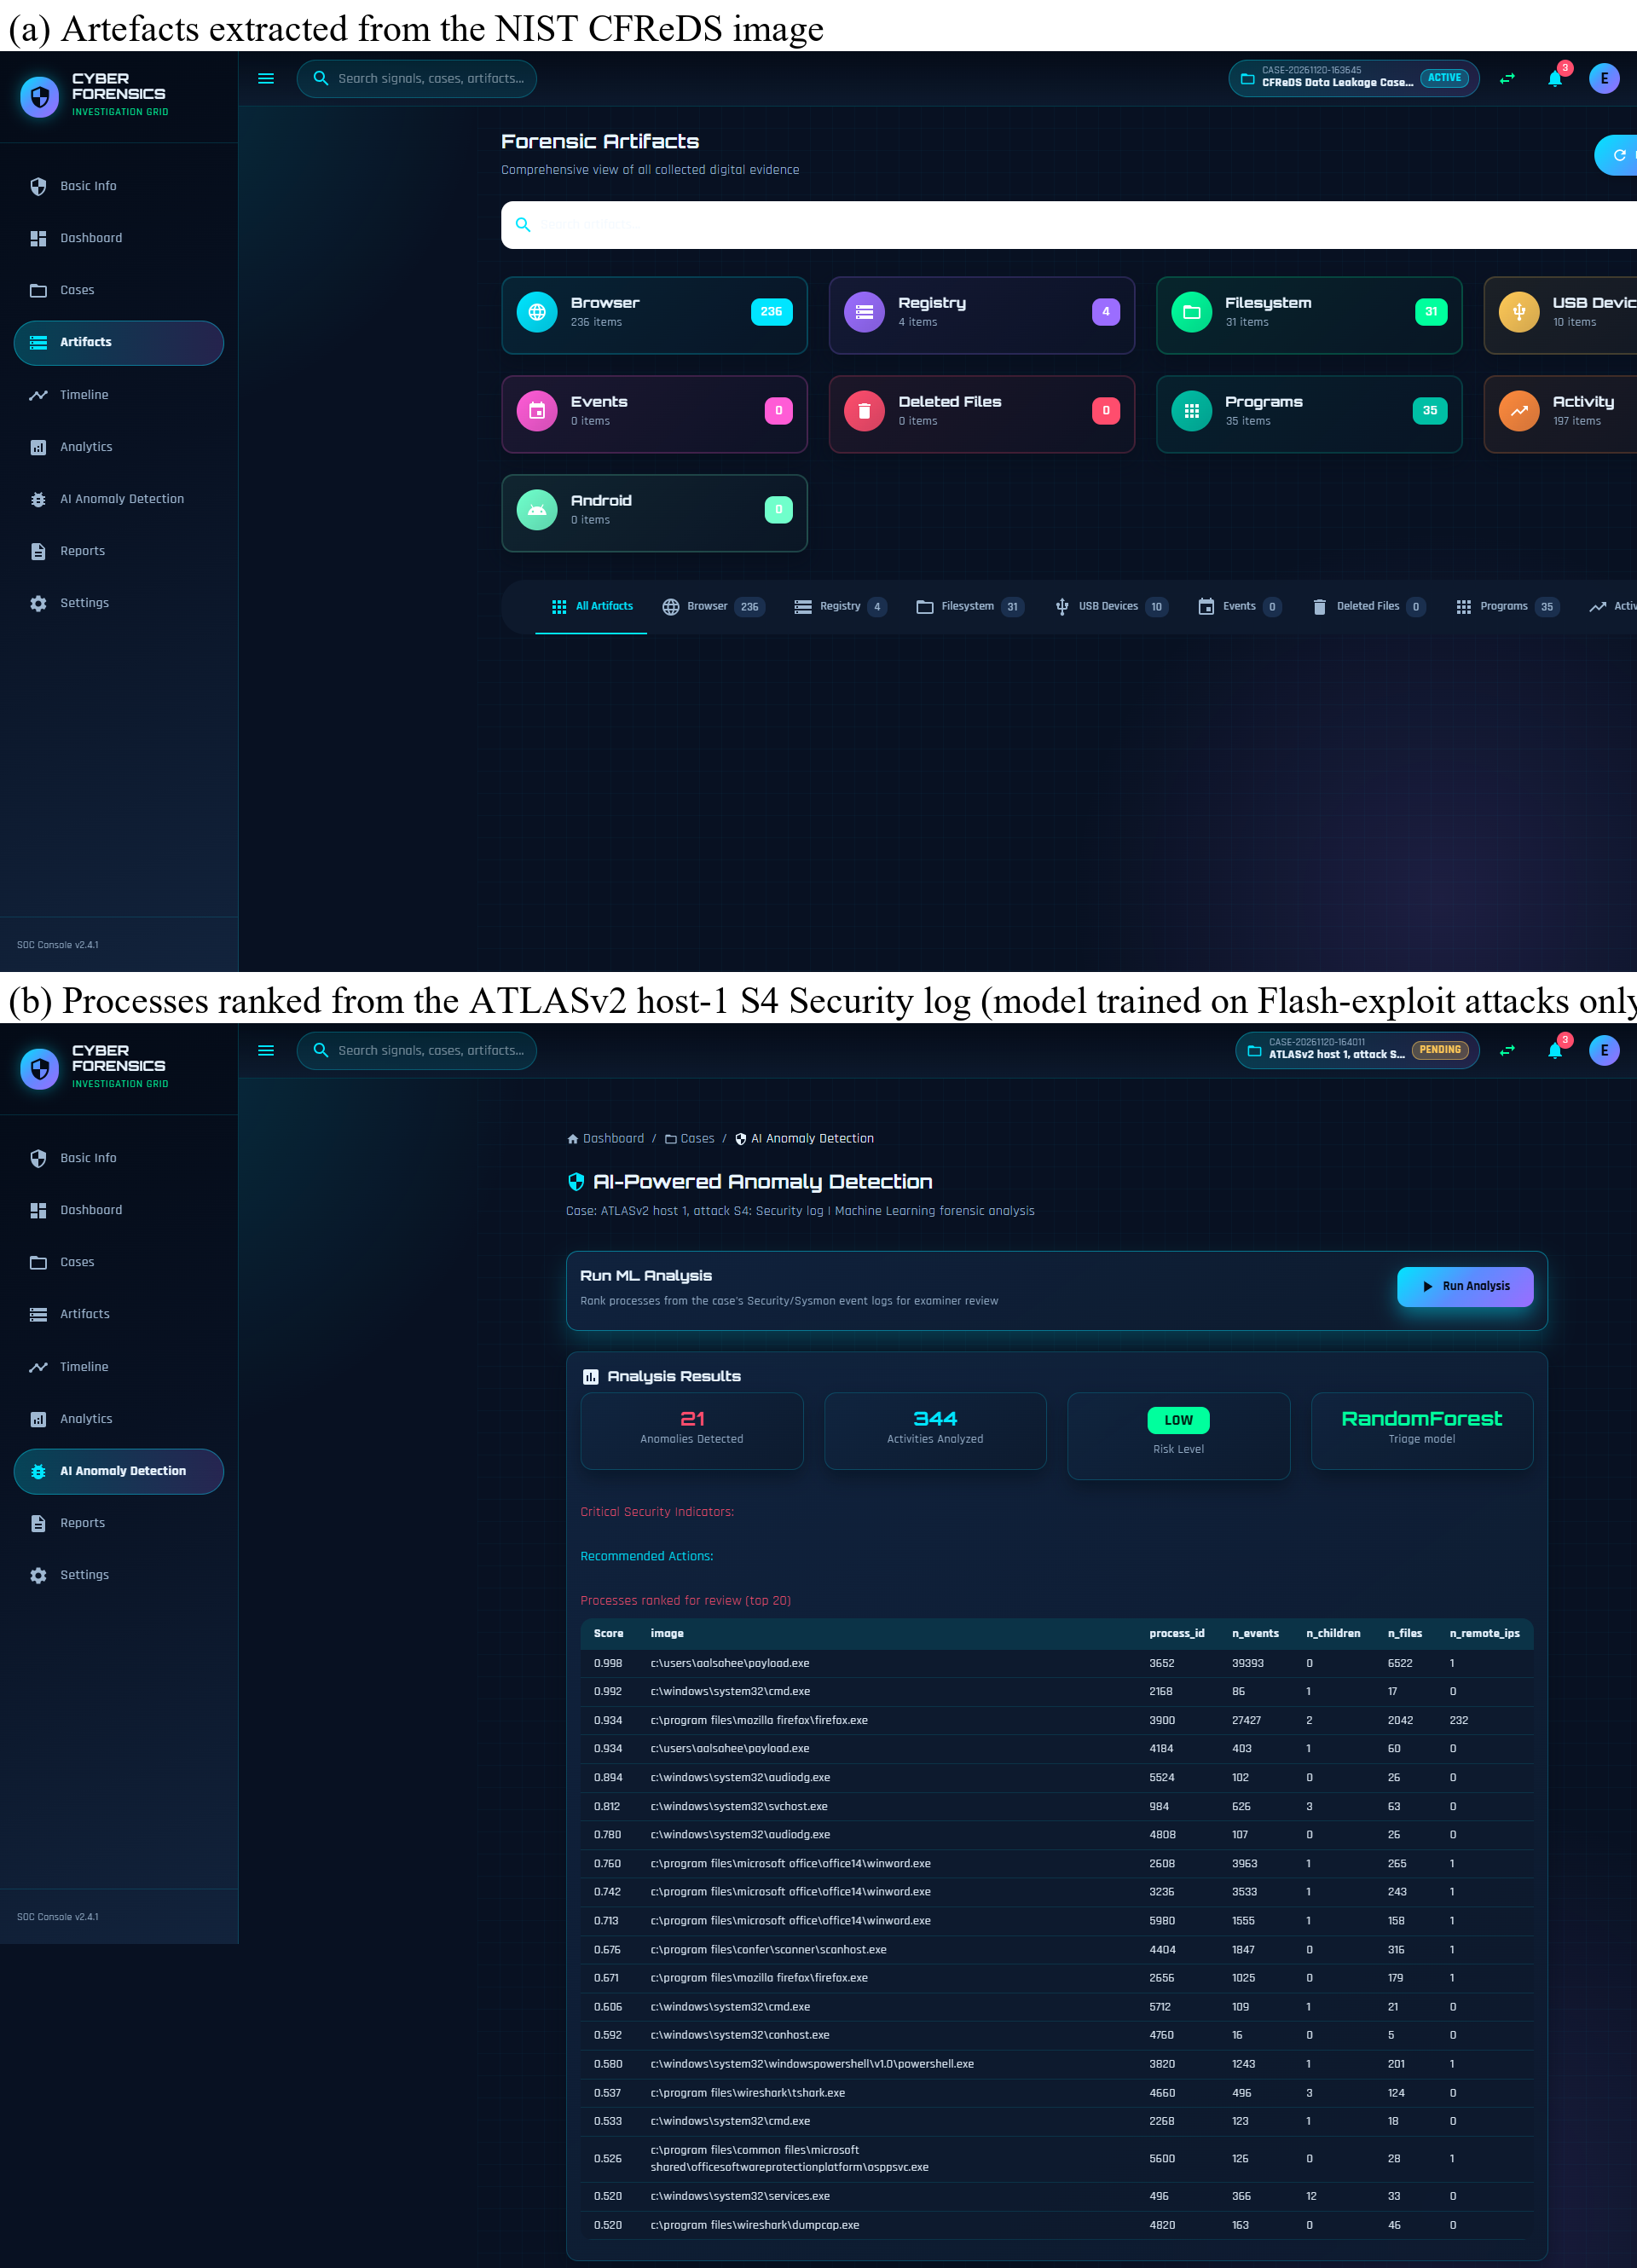 (a) Artefacts extracted from the NIST CFReDS image
CYBER
FORENSICS
INVESTIGATION GRID
Search signals, cases, artifacts...
CASE-20261120-163645
CFReDS Data Leakage Case...
ACTIVE
3
E
Basic Info
Dashboard
Cases
Artifacts
Timeline
Analytics
AI Anomaly Detection
Reports
Settings
SOC Console v2.4.1
Forensic Artifacts
Comprehensive view of all collected digital evidence
Browser
236 items
236
Registry
4 items
4
Filesystem
31 items
31
USB Devic
10 items
Events
0 items
0
Deleted Files
0 items
0
Programs
35 items
35
Activity
197 items
Android
0 items
0
All Artifacts Browser 236 Registry 4 Filesystem 31 USB Devices 10 Events 0 Deleted Files 0 Programs 35 Activ
(b) Processes ranked from the ATLASv2 host-1 S4 Security log (model trained on Flash-exploit attacks only
CYBER
FORENSICS
INVESTIGATION GRID
Search signals, cases, artifacts...
CASE-20261120-164011
ATLASv2 host 1, attack S...
PENDING
3
E
Basic Info
Dashboard
Cases
Artifacts
Timeline
Analytics
AI Anomaly Detection
Reports
Settings
SOC Console v2.4.1
Dashboard / Cases / AI Anomaly Detection
AI-Powered Anomaly Detection
Case: ATLASv2 host 1, attack S4: Security log | Machine Learning forensic analysis
Run ML Analysis
Rank processes from the case's Security/Sysmon event logs for examiner review
Run Analysis
Analysis Results
21
Anomalies Detected
344
Activities Analyzed
LOW
Risk Level
RandomForest
Triage model
Critical Security Indicators:
Recommended Actions:
Processes ranked for review (top 20)
Score image process_id n_events n_children n_files n_remote_ips
0.998 c:\users\aalsahee\payload.exe 3652 39393 0 6522 1
0.992 c:\windows\system32\cmd.exe 2168 86 1 17 0
0.934 c:\program files\mozilla firefox\firefox.exe 3900 27427 2 2042 232
0.934 c:\users\aalsahee\payload.exe 4184 403 1 60 0
0.894 c:\windows\system32\audiodg.exe 5524 102 0 26 0
0.812 c:\windows\system32\svchost.exe 984 626 3 63 0
0.780 c:\windows\system32\audiodg.exe 4808 107 0 26 0
0.760 c:\program files\microsoft office\office14\winword.exe 2608 3963 1 265 1
0.742 c:\program files\microsoft office\office14\winword.exe 3236 3533 1 243 1
0.713 c:\program files\microsoft office\office14\winword.exe 5980 1555 1 158 1
0.676 c:\program files\confer\scanner\scanhost.exe 4404 1847 0 316 1
0.671 c:\program files\mozilla firefox\firefox.exe 2656 1025 0 179 1
0.606 c:\windows\system32\cmd.exe 5712 109 1 21 0
0.592 c:\windows\system32\conhost.exe 4760 16 0 5 0
0.580 c:\windows\system32\windowspowershell\v1.0\powershell.exe 3820 1243 1 201 1
0.537 c:\program files\wireshark\tshark.exe 4660 496 3 124 0
0.533 c:\windows\system32\cmd.exe 2268 123 1 18 0
c:\program files\common files\microsoft
0.526 shared\officesoftwareprotectionplatform\osppsvc.exe 5600 126 0 28 1
0.520 c:\windows\system32\services.exe 496 366 12 33 0
0.520 c:\program files\wireshark\dumpcap.exe 4820 163 0 46 0